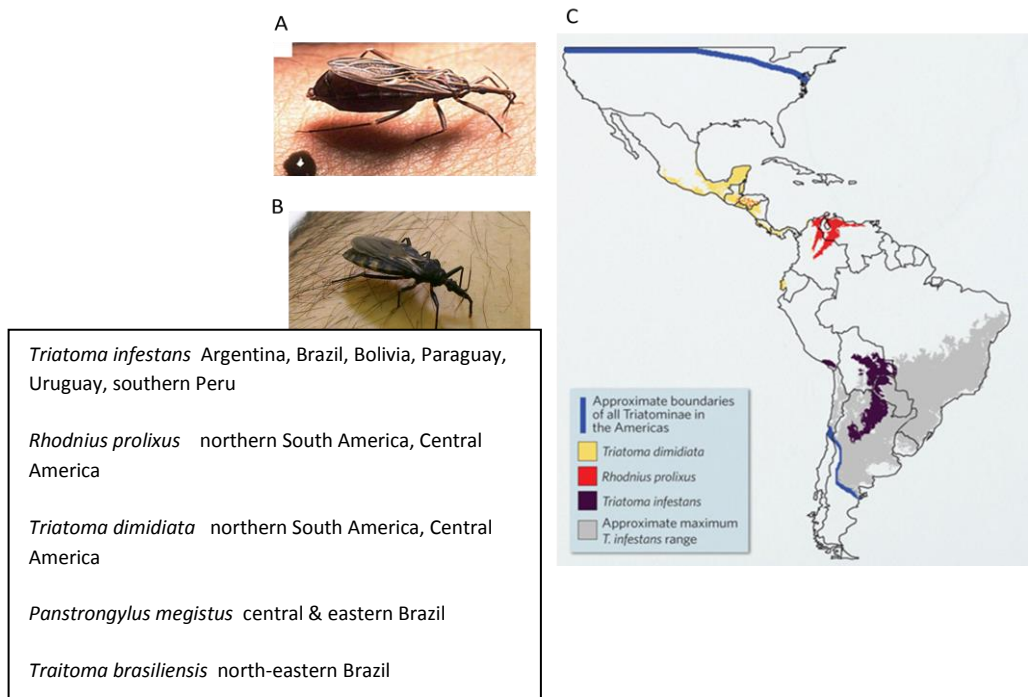 A
B
C
Triatoma infestans Argentina, Brazil, Bolivia, Paraguay,
Uruguay, southern Peru
Rhodnius prolixus northern South America, Central
America
Triatoma dimidiata northern South America, Central
America
Panstrongylus megistus central & eastern Brazil
Traitoma brasiliensis north-eastern Brazil
Approximate boundaries
of all Triatominae in
the Americas
Triatoma dimidiata
Rhodnius prolixus
Triatoma infestans
Approximate maximum
T. infestans range